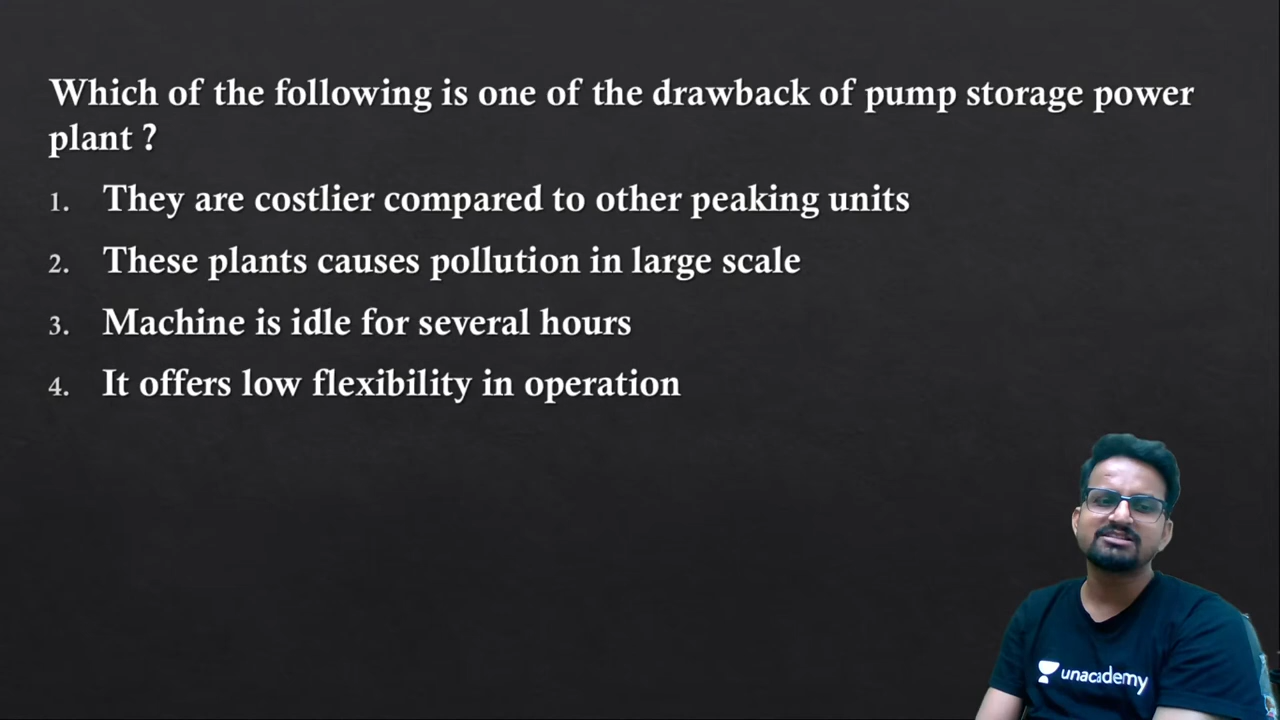 Which of the following is one of the drawback of pump storage power
plant ?
1. They are costlier compared to other peaking units
2. These plants causes pollution in large scale
3. Machine is idle for several hours
4. It offers low flexibility in operation
unacademy